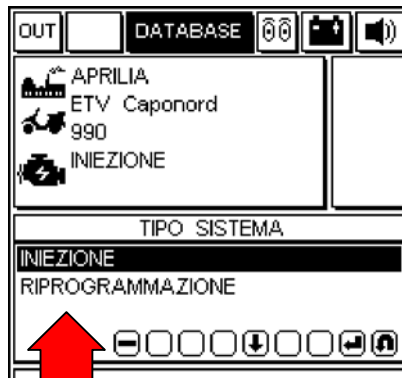 OUT
DATABASE
APRILIA
ETV Caponord
990
INIEZIONE
TIPO SISTEMA
INIEZIONE
RIPROGRAMMAZIONE